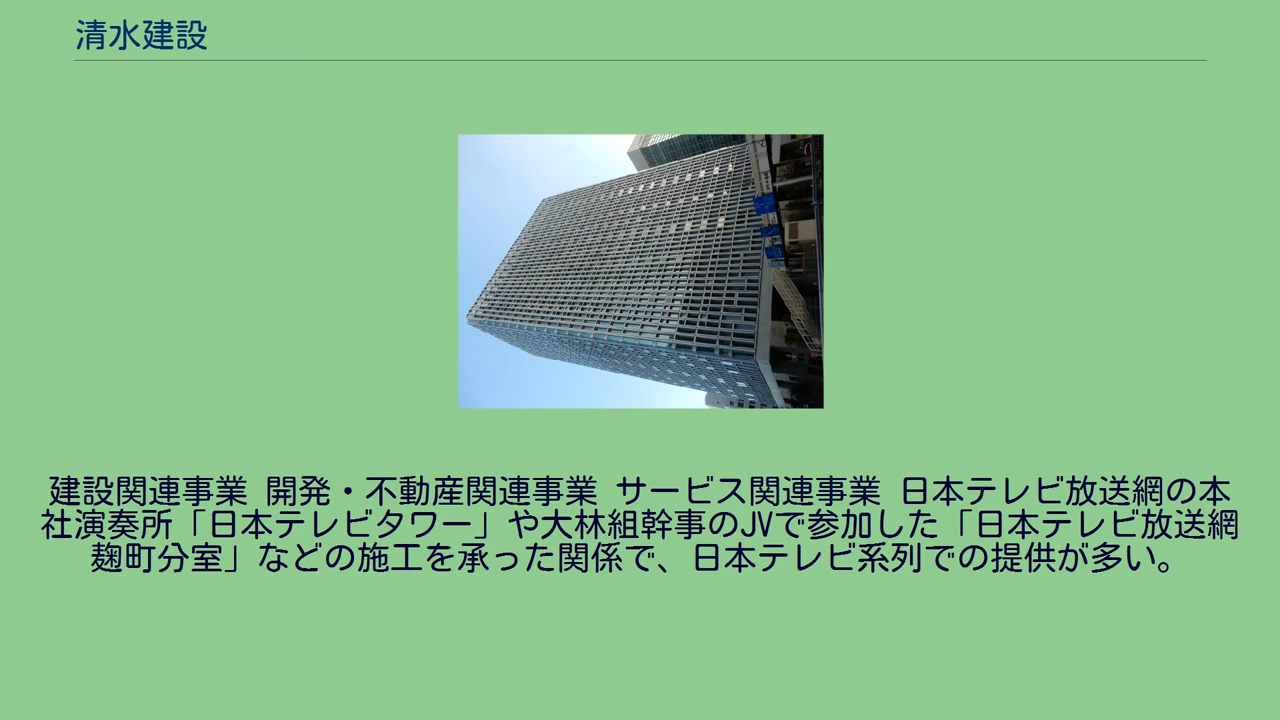 清水建設
建設関連事業 開発・不動産関連事業 サービス関連事業 日本テレビ放送網の本
社演奏所「日本テレビタワー」や大林組幹事のJVで参加した「日本テレビ放送網
麹町分室」などの施工を承った関係で、日本テレビ系列での提供が多い。